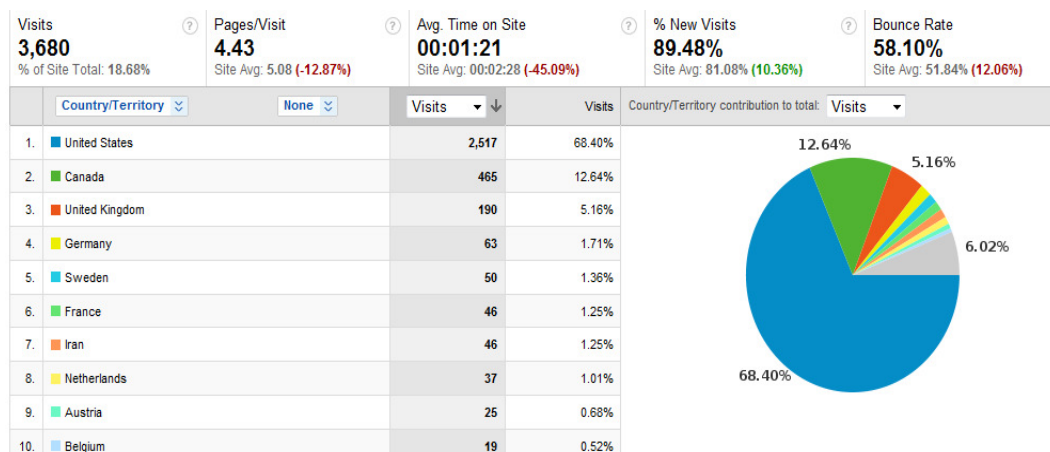 Visits ? Pages/Visit ? Avg. Time on Site ? % New Visits ? Bounce Rate
3,680 4.43 00:01:21 89.48% 58.10%
% of Site Total: 18.68% Site Avg: 5.08 (-12.87%) Site Avg: 00:02:28 (-45.09%) Site Avg: 81.08% (10.36%) Site Avg: 51.84% (12.06%)
Country/Territory None Visits Visits Country/Territory contribution to total: Visits
1. United States 2,517 68.40%
2. Canada 465 12.64%
3. United Kingdom 190 5.16%
4. Germany 63 1.71%
5. Sweden 50 1.36%
6. France 46 1.25%
7. Iran 46 1.25%
8. Netherlands 37 1.01%
9. Austria 25 0.68%
10. Belgium 19 0.52%
12.64%
5.16%
6.02%
68.40%